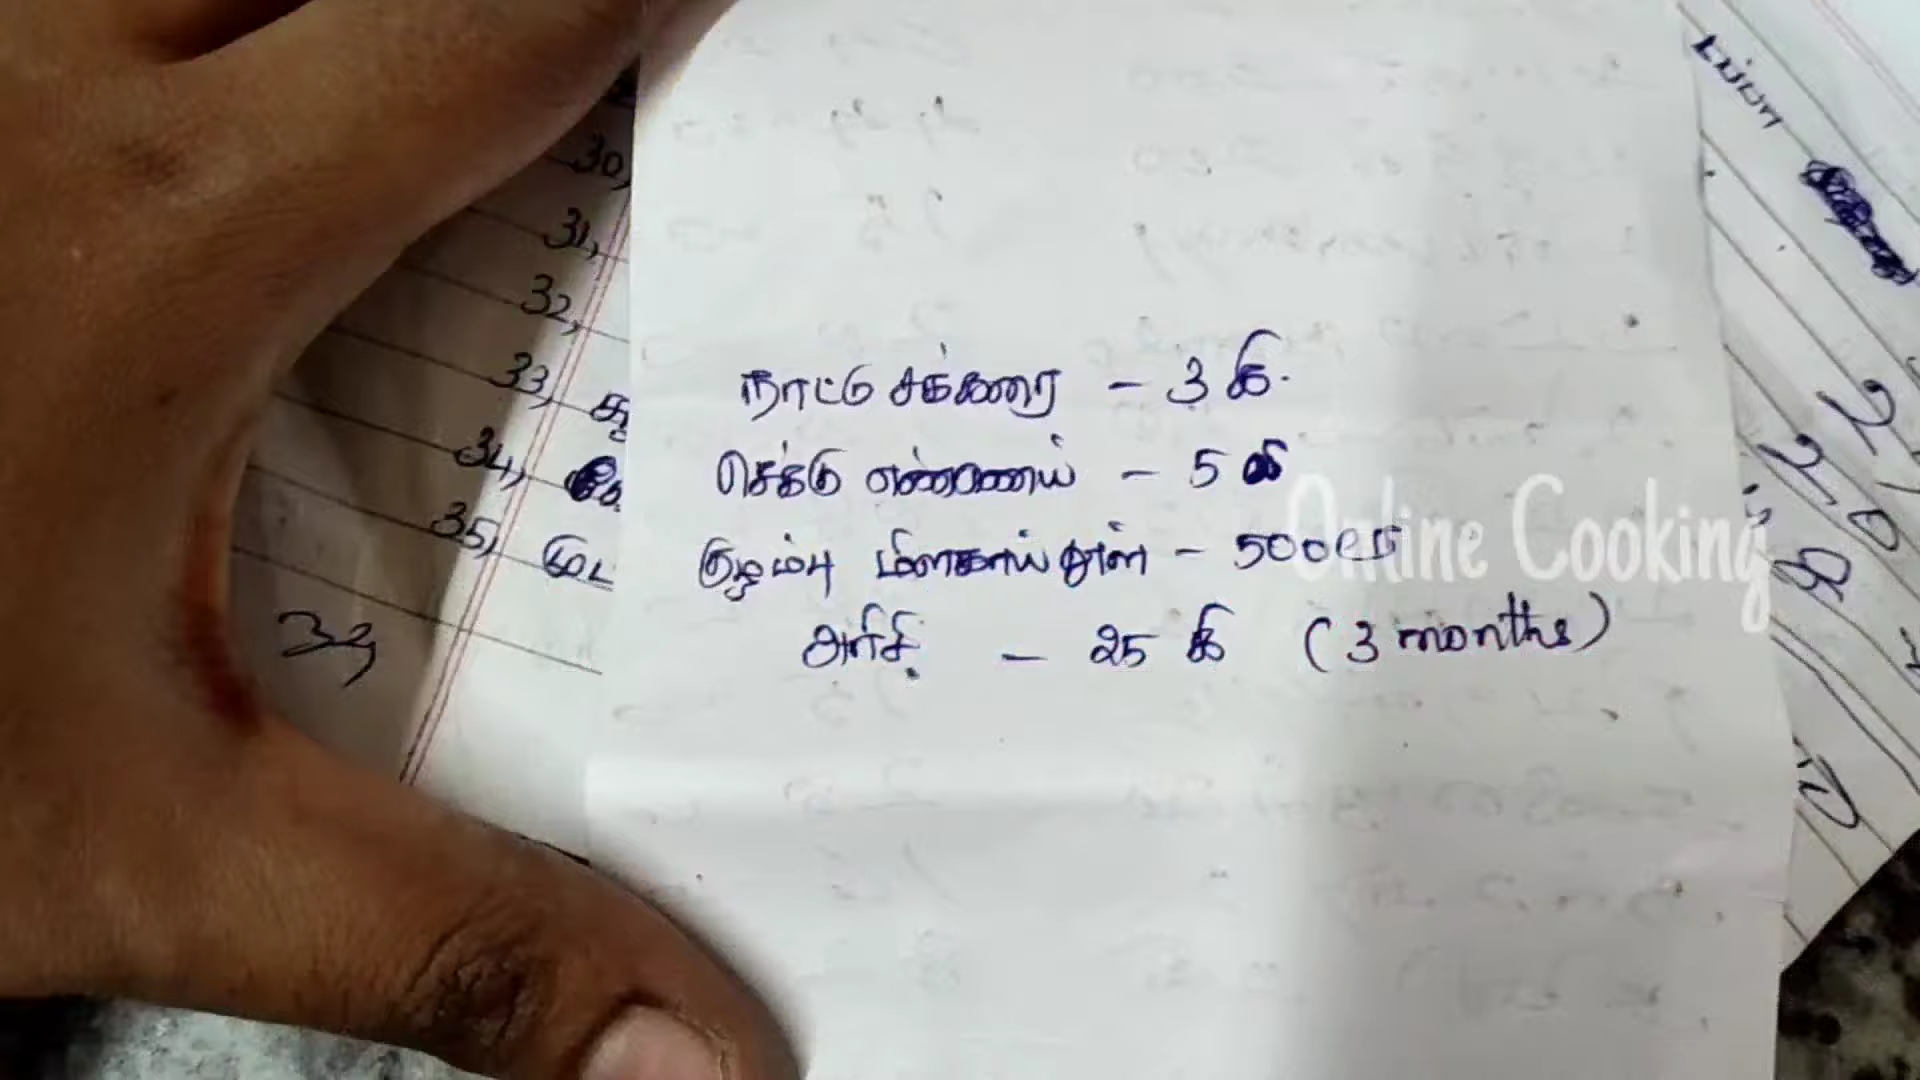 நாட்டு சக்கரை - 3 கி.
செக்கு எண்ணெய் - 5 லி
குழம்பு மிளகாய் தூள் - 500 கி
அரிசி - 25 கி (3 months)
Online Cooking
30,
31,
32,
33,
34,
35,